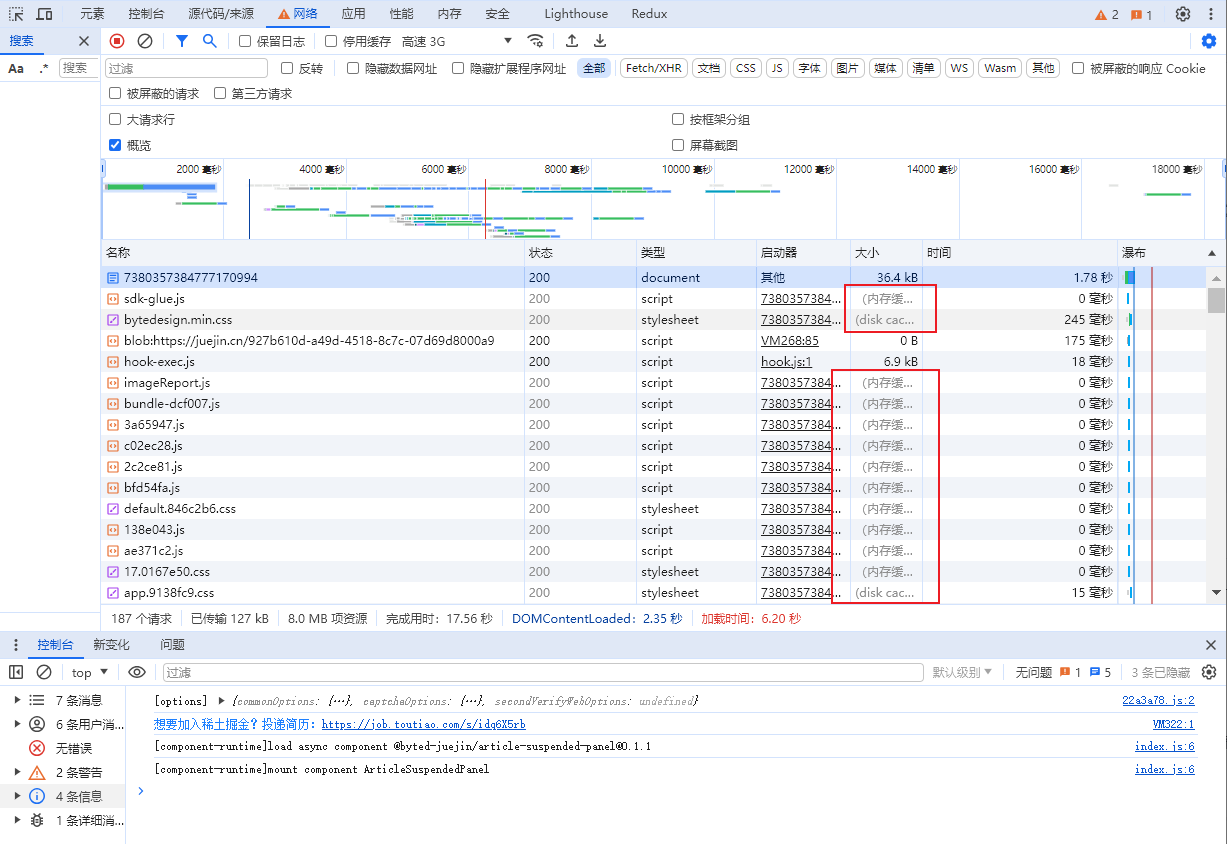 元素 控制台 源代码/来源 网络 应用 性能 内存 安全 Lighthouse Redux 2 1
搜索 保留日志 停用缓存 高速 3G
Aa .* 搜索 过滤 反转 隐藏数据网址 隐藏扩展程序网址 全部 Fetch/XHR 文档 CSS JS 字体 图片 媒体 清单 WS Wasm 其他 被屏蔽的响应 Cookie
被屏蔽的请求 第三方请求
大请求行 按框架分组
概览 屏幕截图
2000 毫秒 4000 毫秒 6000 毫秒 8000 毫秒 10000 毫秒 12000 毫秒 14000 毫秒 16000 毫秒 18000 毫秒
名称 状态 类型 启动器 大小 时间 瀑布
7380357384777170994 200 document 其他 36.4 kB 1.78 秒
sdk-glue.js 200 script 7380357384... (内存缓... 0 毫秒
bytedesign.min.css 200 stylesheet 7380357384... (disk cac... 245 毫秒
blob:https://juejin.cn/927b610d-a49d-4518-8c7c-07d69d8000a9 200 script VM268:85 0 B 175 毫秒
hook-exec.js 200 script hook.js:1 6.9 kB 18 毫秒
imageReport.js 200 script 7380357384... (内存缓... 0 毫秒
bundle-dcf007.js 200 script 7380357384... (内存缓... 0 毫秒
3a65947.js 200 script 7380357384... (内存缓... 0 毫秒
c02ec28.js 200 script 7380357384... (内存缓... 0 毫秒
2c2ce81.js 200 script 7380357384... (内存缓... 0 毫秒
bfd54fa.js 200 script 7380357384... (内存缓... 0 毫秒
default.846c2b6.css 200 stylesheet 7380357384... (内存缓... 0 毫秒
138e043.js 200 script 7380357384... (内存缓... 0 毫秒
ae371c2.js 200 script 7380357384... (内存缓... 0 毫秒
17.0167e50.css 200 stylesheet 7380357384... (内存缓... 0 毫秒
app.9138fc9.css 200 stylesheet 7380357384... (disk cac... 15 毫秒
187 个请求 已传输 127 kB 8.0 MB 项资源 完成用时：17.56 秒 DOMContentLoaded：2.35 秒 加载时间：6.20 秒
控制台 新变化 问题
top 过滤 默认级别 无问题 1 5 3 条已隐藏
7 条消息 [options] {commonOptions: {…}, captchaOptions: {…}, secondVerifyWebOptions: undefined} 22a3a78.js:2
6 条用户消... 想要加入稀土掘金？投递简历：https://job.toutiao.com/s/idq6X5rb VM322:1
无错误 [component-runtime]load async component @byted-juejin/article-suspended-panel@0.1.1 index.js:6
2 条警告 [component-runtime]mount component ArticleSuspendedPanel index.js:6
4 条信息
1 条详细消...